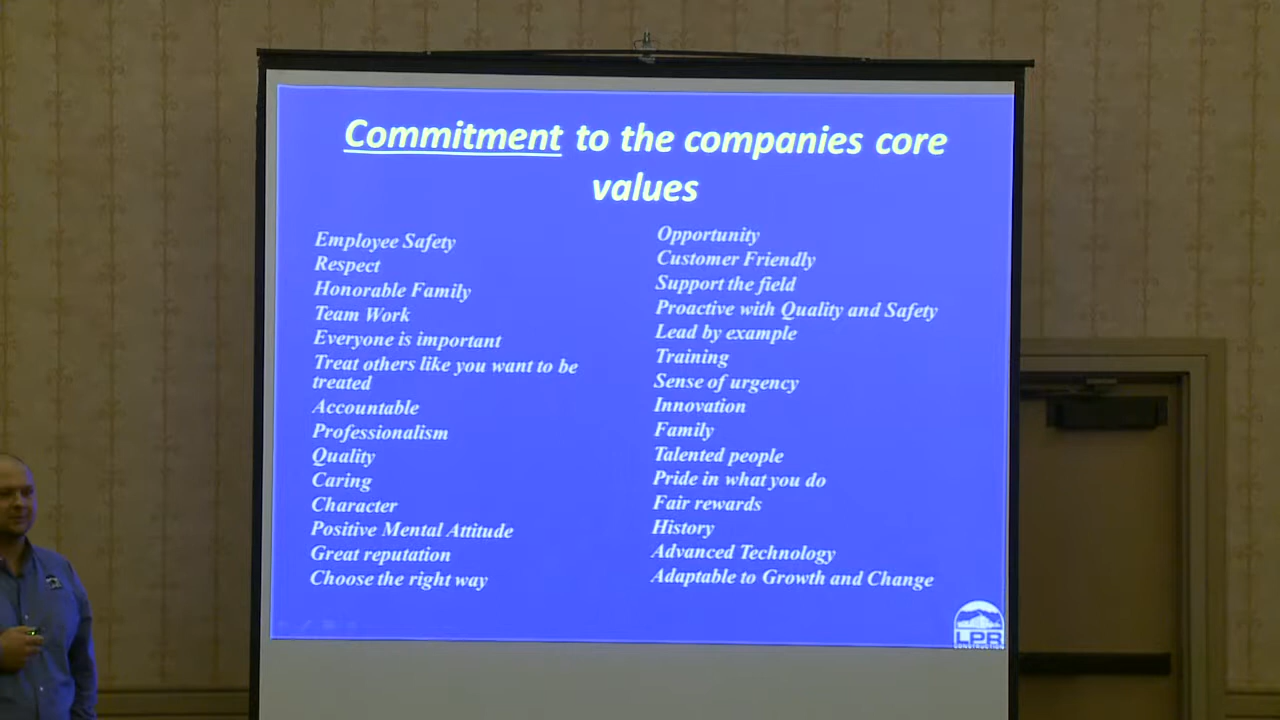 Commitment to the companies core
values
Employee Safety
Respect
Honorable Family
Team Work
Everyone is important
Treat others like you want to be
treated
Accountable
Professionalism
Quality
Caring
Character
Positive Mental Attitude
Great reputation
Choose the right way
Opportunity
Customer Friendly
Support the field
Proactive with Quality and Safety
Lead by example
Training
Sense of urgency
Innovation
Family
Talented people
Pride in what you do
Fair rewards
History
Advanced Technology
Adaptable to Growth and Change
LPR
CONSTRUCTION